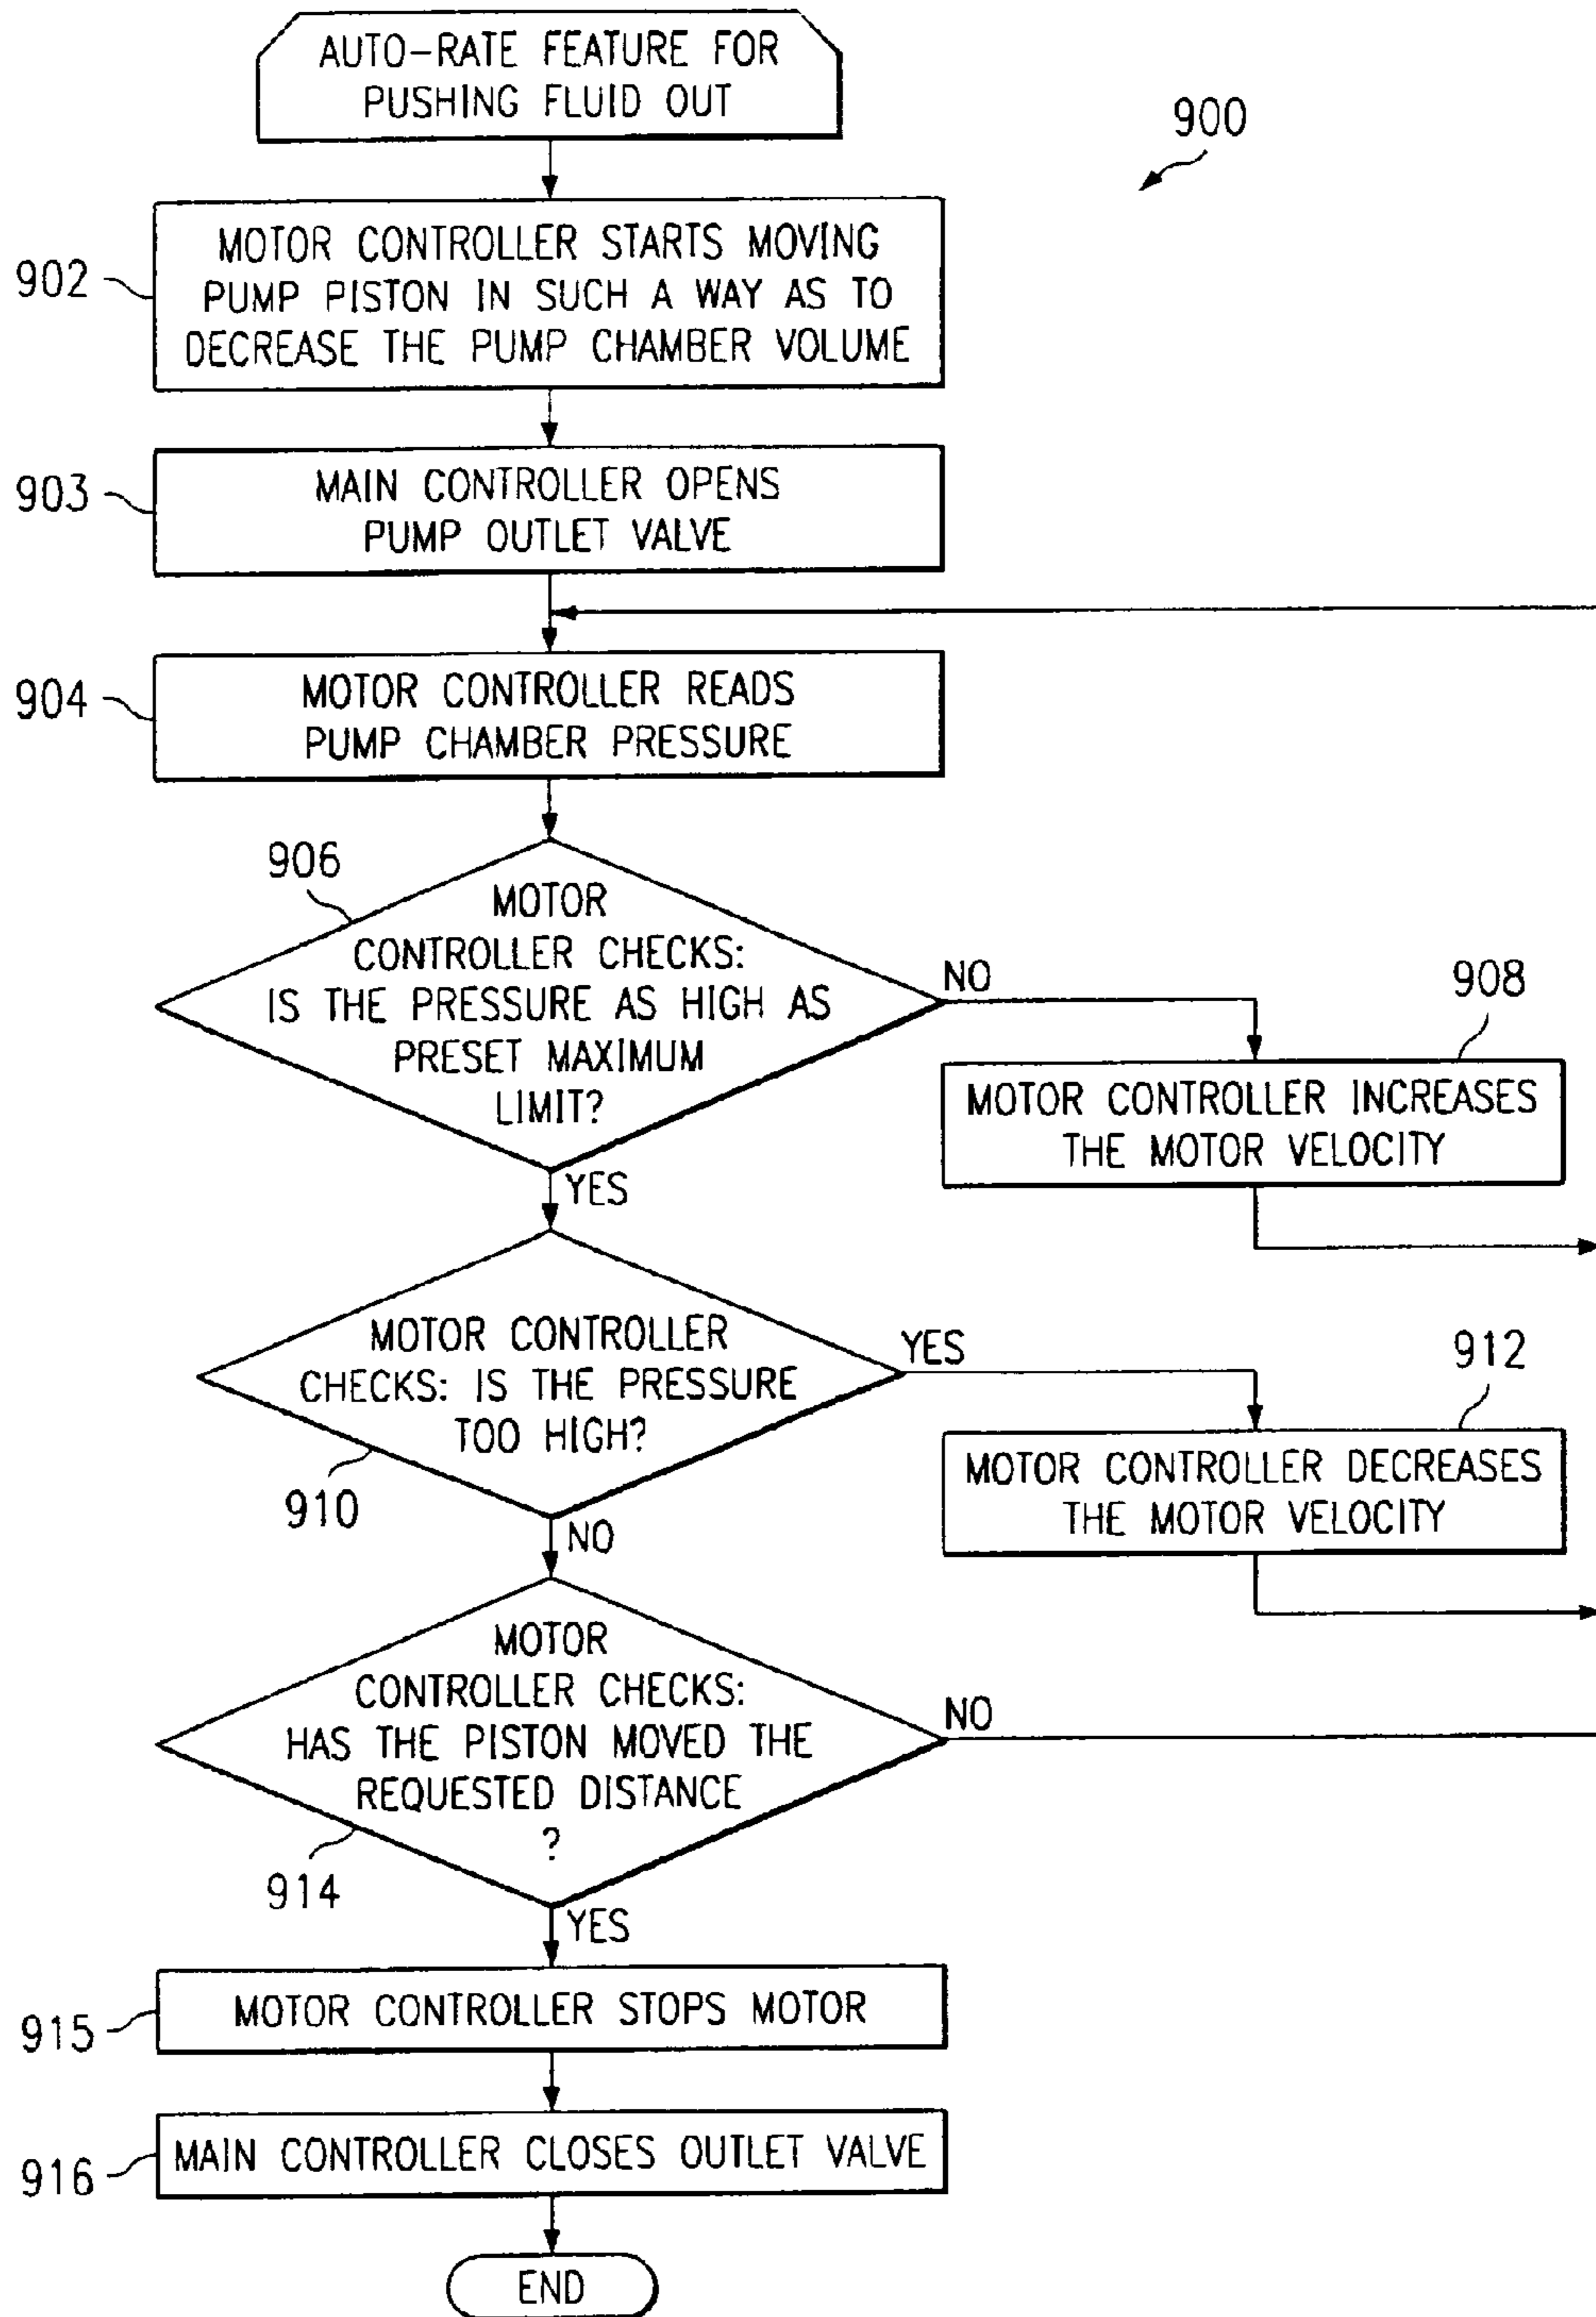 AUTO-RATE FEATURE FOR
PUSHING FLUID OUT
900
902
MOTOR CONTROLLER STARTS MOVING
PUMP PISTON IN SUCH A WAY AS TO
DECREASE THE PUMP CHAMBER VOLUME
903
MAIN CONTROLLER OPENS
PUMP OUTLET VALVE
904
MOTOR CONTROLLER READS
PUMP CHAMBER PRESSURE
906
MOTOR
CONTROLLER CHECKS:
IS THE PRESSURE AS HIGH AS
PRESET MAXIMUM
LIMIT?
NO
908
MOTOR CONTROLLER INCREASES
THE MOTOR VELOCITY
YES
MOTOR CONTROLLER
CHECKS: IS THE PRESSURE
TOO HIGH?
910
YES
912
MOTOR CONTROLLER DECREASES
THE MOTOR VELOCITY
NO
MOTOR
CONTROLLER CHECKS:
HAS THE PISTON MOVED THE
REQUESTED DISTANCE
?
914
NO
YES
915
MOTOR CONTROLLER STOPS MOTOR
916
MAIN CONTROLLER CLOSES OUTLET VALVE
END